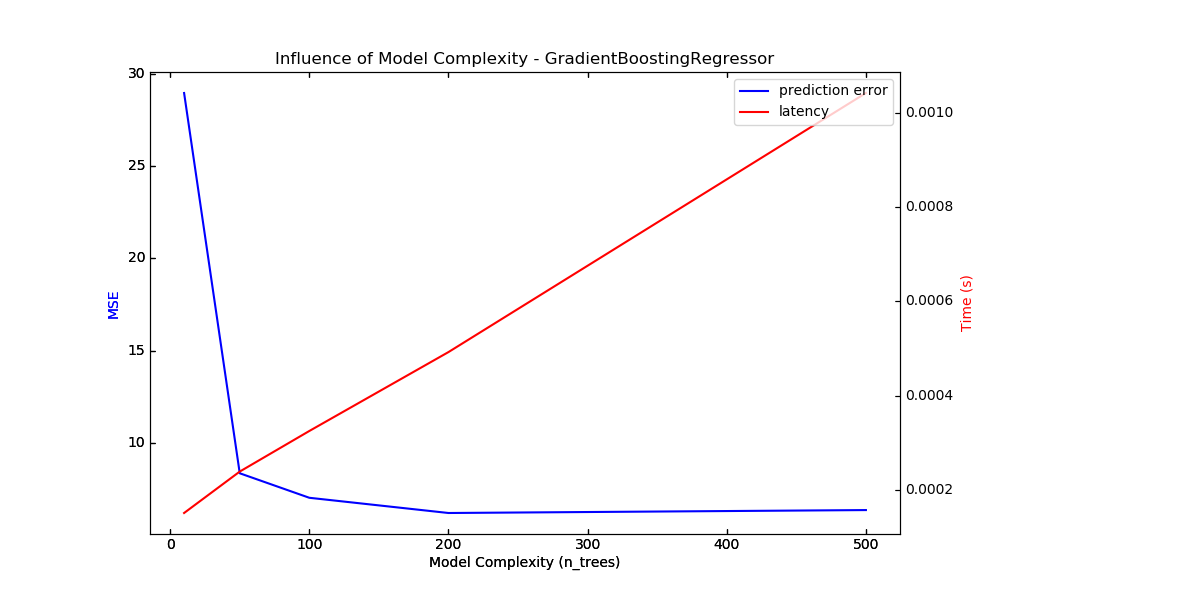 Influence of Model Complexity - GradientBoostingRegressor
prediction error
latency
30
25
20
15
10
MSE
0.0010
0.0008
0.0006
0.0004
0.0002
Time (s)
0 100 200 300 400 500
Model Complexity (n_trees)